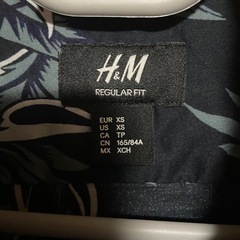 H&M
REGULAR FIT
EUR XS
US XS
CA TP
CN 165/84A
MX XCH